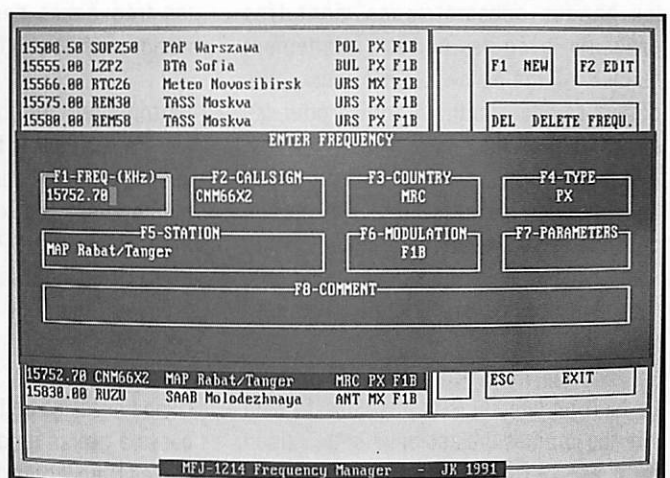 15508.50 SOP250 PAP Warszawa POL PX F1B
15555.00 LZP2 BTA Sofia BUL PX F1B
15566.00 RTC26 Meteo Novosibirsk URS MX F1B
15575.00 REN30 TASS Moskva URS PX F1B
15580.00 REM50 TASS Moskva URS PX F1B
F1 NEW
F2 EDIT
DEL DELETE FREQU.
ENTER FREQUENCY
F1-FREQ-(KHz)
15752.70
F2-CALLSIGN
CNM66X2
F3-COUNTRY
MRC
F4-TYPE
PX
F5-STATION
MAP Rabat/Tanger
F6-MODULATION
F1B
F7-PARAMETERS
F8-COMMENT
15752.70 CNM66X2 MAP Rabat/Tanger MRC PX F1B
15830.00 RUZU SAAB Molodezhnaya ANT MX F1B
ESC EXIT
MFJ-1214 Frequency Manager - JK 1991